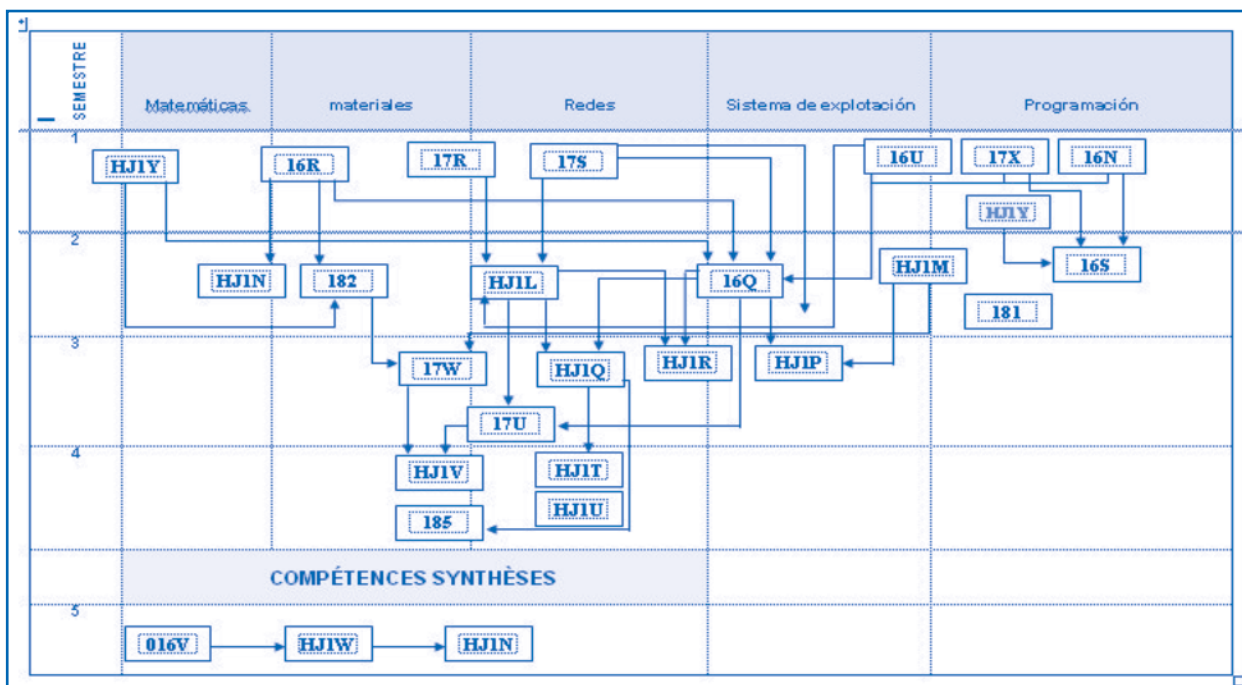 SEMESTRE
Matemáticas
materiales
Redes
Sistema de explotación
Programación
1
HJ1Y
16R
17R
17S
16U
17X
16N
HJ1Y
2
HJ1N
182
HJ1L
16Q
HJ1M
16S
181
3
17W
HJ1Q
HJ1R
HJ1P
17U
4
HJ1V
HJ1T
HJ1U
185
COMPÉTENCES SYNTHÈSES
5
016V
HJ1W
HJ1N